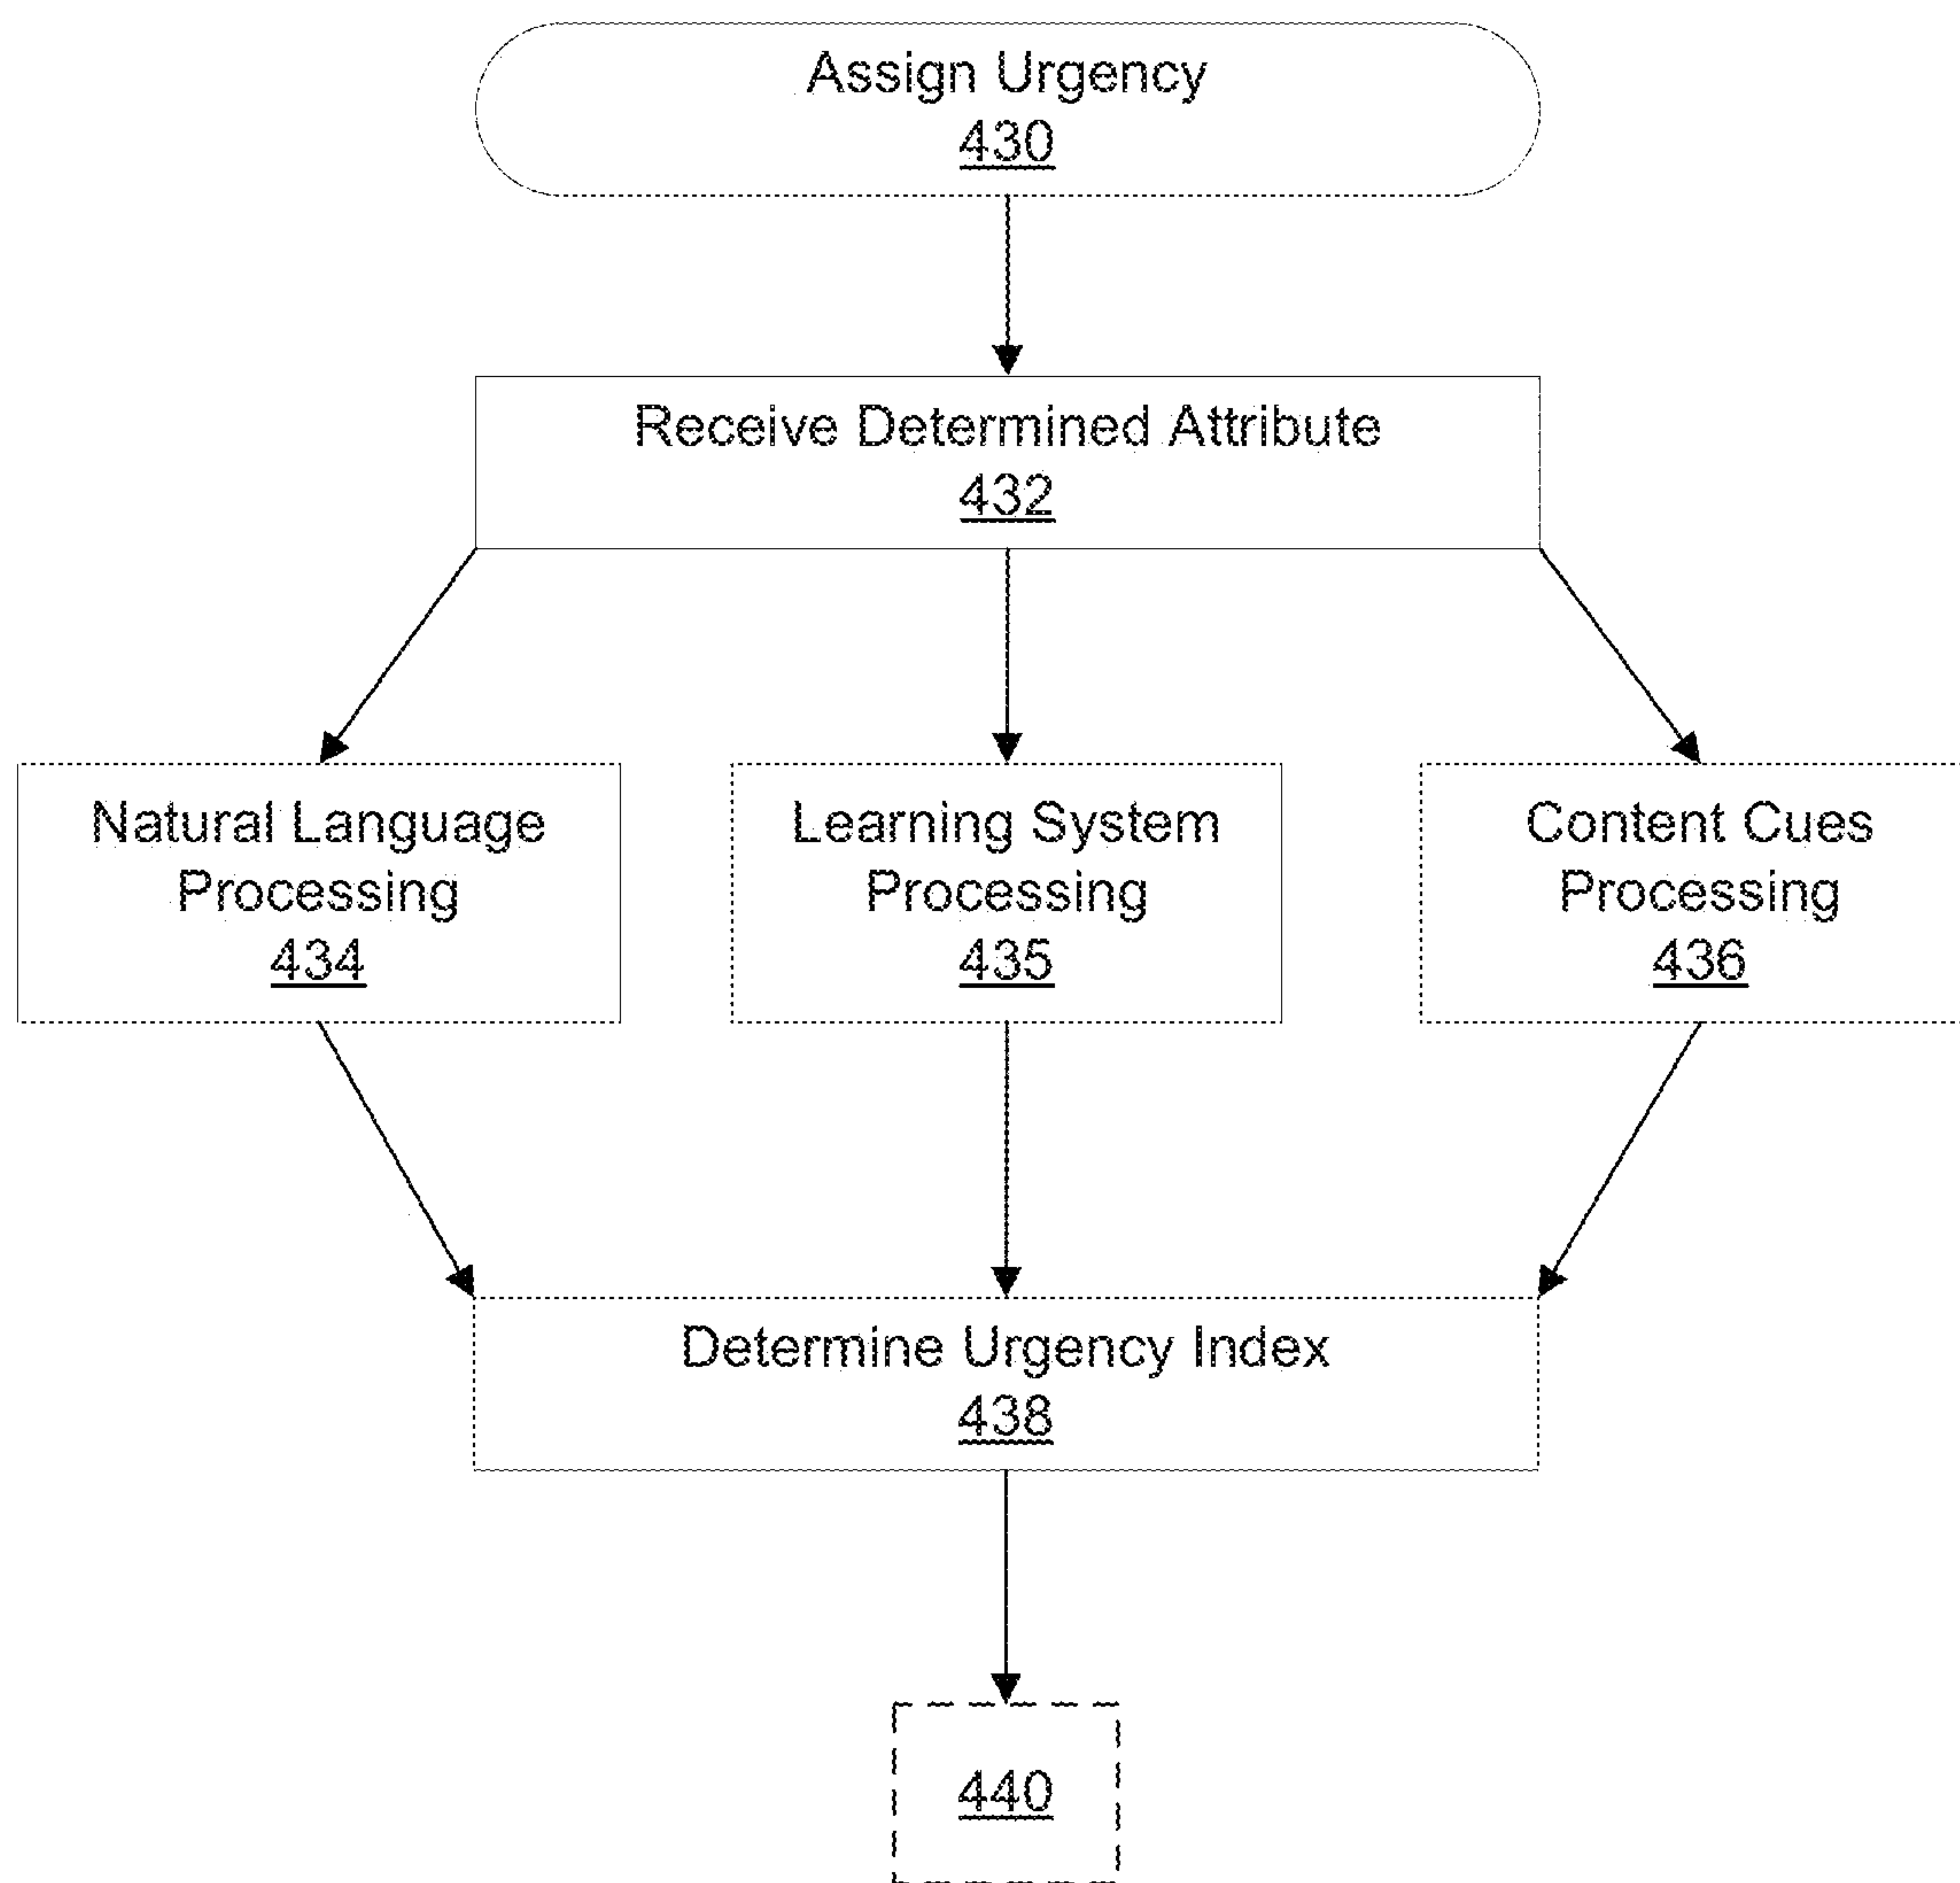 Assign Urgency
430
Receive Determined Attribute
432
Natural Language
Processing
434
Learning System
Processing
435
Content Cues
Processing
436
Determine Urgency Index
438
440